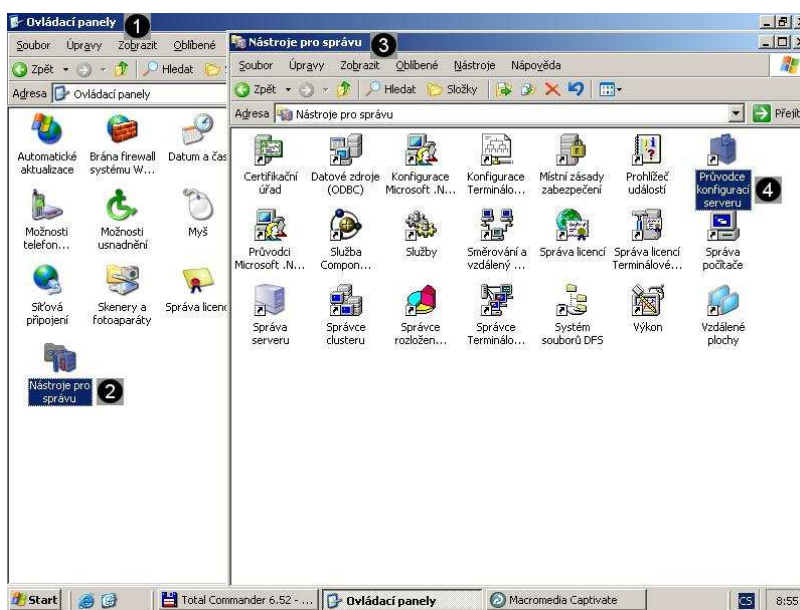 Ovládací panely 1
Soubor Úpravy Zobrazit Oblíbené
Zpět Hledat
Adresa Ovládací panely
Automatické aktualizace
Brána firewall systému W...
Datum a čas
Možnosti telefon...
Možnosti usnadnění
Myš
Síťová připojení
Skenery a fotoaparáty
Správa licenc
Nástroje pro správu 2
Nástroje pro správu 3
Soubor Úpravy Zobrazit Oblíbené Nástroje Nápověda
Zpět Hledat Složky
Adresa Nástroje pro správu Přejít
Certifikační úřad
Datové zdroje (ODBC)
Konfigurace Microsoft .N...
Konfigurace Terminálo...
Místní zásady zabezpečení
Prohlížeč událostí
Průvodce konfigurací serveru 4
Průvodci Microsoft .N...
Služba Compon...
Služby
Směrování a vzdálený ...
Správa licencí
Správa licencí Terminálové...
Správa počítače
Správa serveru
Správce clusteru
Správce rozložen...
Správce Terminálo...
Systém souborů DFS
Výkon
Vzdálené plochy
Start Total Commander 6.52 - ... Ovládací panely Macromedia Captivate CS 8:55